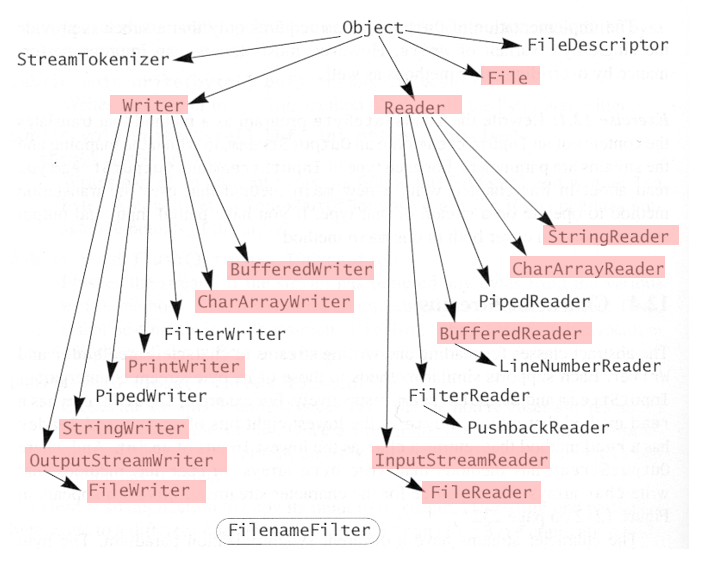 Object
FileDescriptor
StreamTokenizer
File
Writer
Reader
StringReader
BufferedWriter
CharArrayReader
CharArrayWriter
PipedReader
FilterWriter
BufferedReader
PrintWriter
LineNumberReader
PipedWriter
FilterReader
StringWriter
PushbackReader
OutputStreamWriter
InputStreamReader
FileWriter
FileReader
FilenameFilter